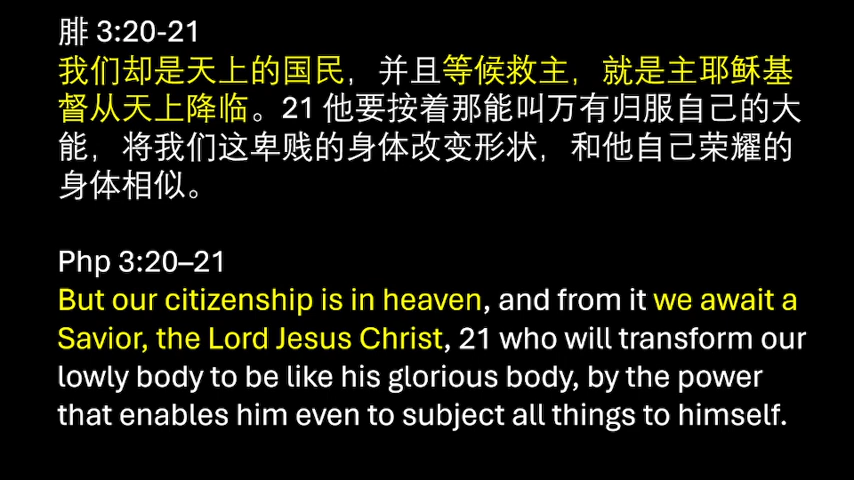 腓 3:20-21
我们却是天上的国民，并且等候救主，就是主耶稣基
督从天上降临。21 他要按着那能叫万有归服自己的大
能，将我们这卑贱的身体改变形状，和他自己荣耀的
身体相似。
Php 3:20–21
But our citizenship is in heaven, and from it we await a
Savior, the Lord Jesus Christ, 21 who will transform our
lowly body to be like his glorious body, by the power
that enables him even to subject all things to himself.